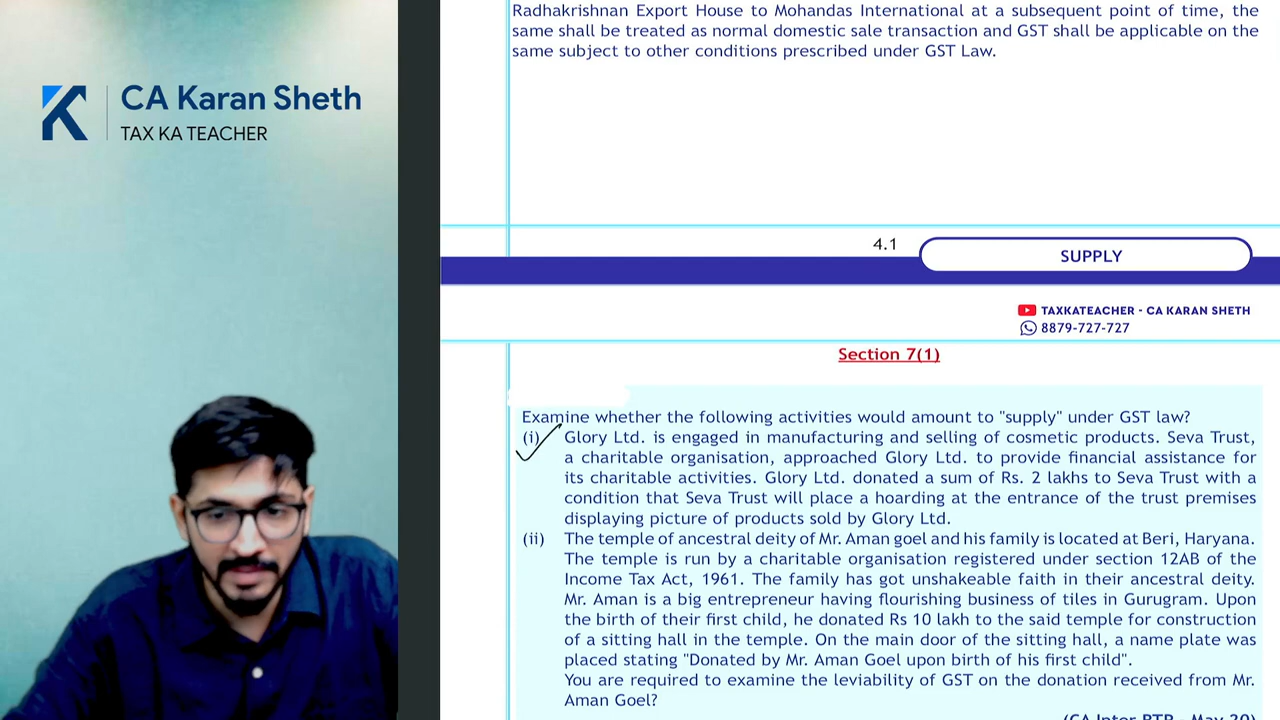 CA Karan Sheth
TAX KA TEACHER
Radhakrishnan Export House to Mohandas International at a subsequent point of time, the
same shall be treated as normal domestic sale transaction and GST shall be applicable on the
same subject to other conditions prescribed under GST Law.
4.1
SUPPLY
TAXKATEACHER - CA KARAN SHETH
8879-727-727
Section 7(1)
Examine whether the following activities would amount to "supply" under GST law?
(i) Glory Ltd. is engaged in manufacturing and selling of cosmetic products. Seva Trust,
a charitable organisation, approached Glory Ltd. to provide financial assistance for
its charitable activities. Glory Ltd. donated a sum of Rs. 2 lakhs to Seva Trust with a
condition that Seva Trust will place a hoarding at the entrance of the trust premises
displaying picture of products sold by Glory Ltd.
(ii) The temple of ancestral deity of Mr. Aman goel and his family is located at Beri, Haryana.
The temple is run by a charitable organisation registered under section 12AB of the
Income Tax Act, 1961. The family has got unshakeable faith in their ancestral deity.
Mr. Aman is a big entrepreneur having flourishing business of tiles in Gurugram. Upon
the birth of their first child, he donated Rs 10 lakh to the said temple for construction
of a sitting hall in the temple. On the main door of the sitting hall, a name plate was
placed stating "Donated by Mr. Aman Goel upon birth of his first child".
You are required to examine the leviability of GST on the donation received from Mr.
Aman Goel?
(CA Inter RTP - May 20)